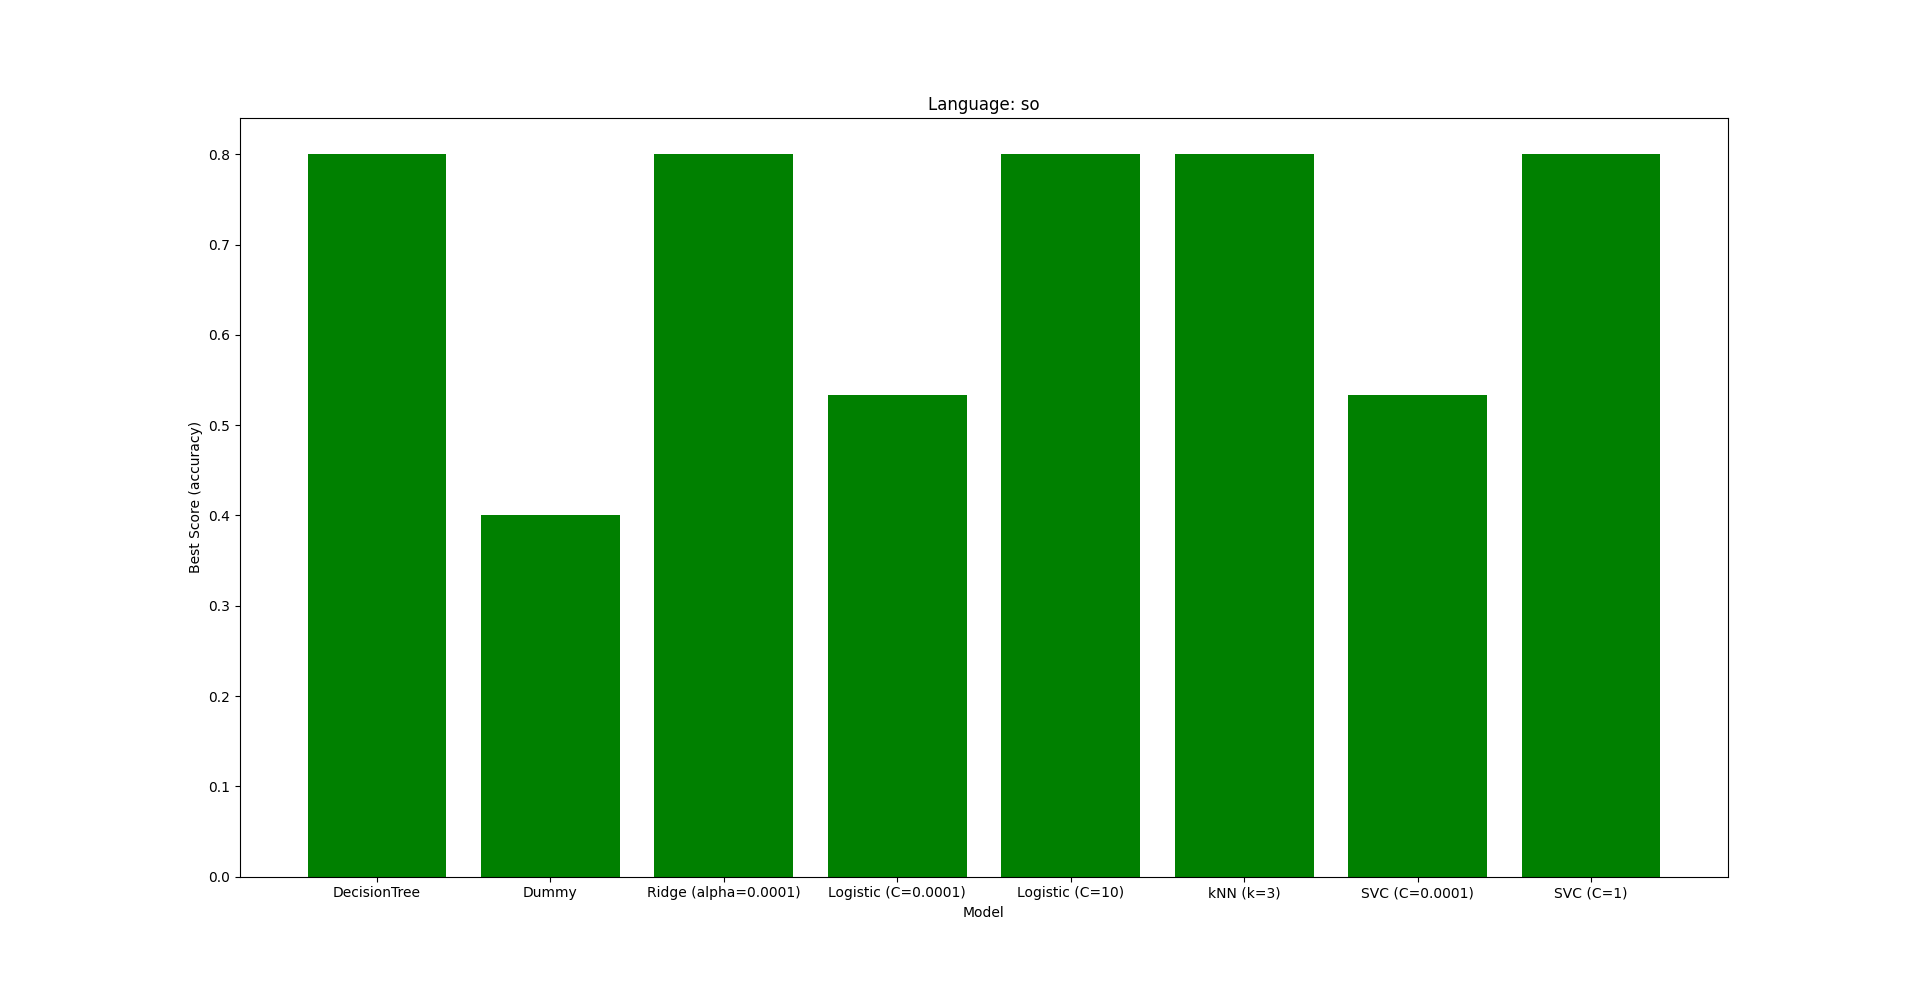 Language: so
Best Score (accuracy)
0.8
0.7
0.6
0.5
0.4
0.3
0.2
0.1
0.0
DecisionTree
Dummy
Ridge (alpha=0.0001)
Logistic (C=0.0001)
Logistic (C=10)
kNN (k=3)
SVC (C=0.0001)
SVC (C=1)
Model